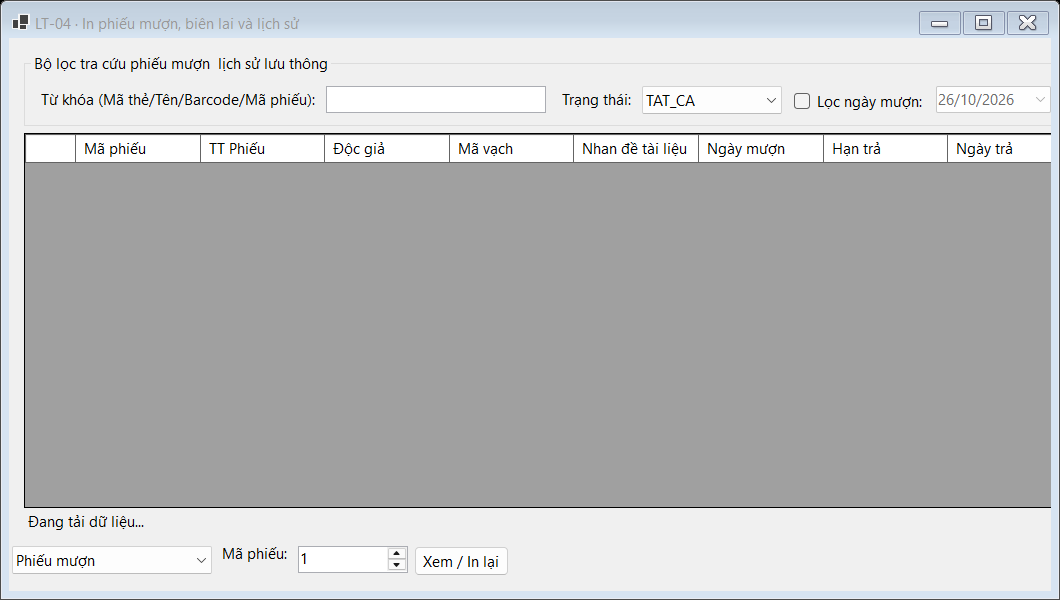 LT-04 · In phiếu mượn, biên lai và lịch sử
Bộ lọc tra cứu phiếu mượn  lịch sử lưu thông
Từ khóa (Mã thẻ/Tên/Barcode/Mã phiếu): Trạng thái: TAT_CA Lọc ngày mượn: 26/10/2026
Mã phiếu TT Phiếu Độc giả Mã vạch Nhan đề tài liệu Ngày mượn Hạn trả Ngày trả
Đang tải dữ liệu...
Phiếu mượn Mã phiếu: 1 Xem / In lại